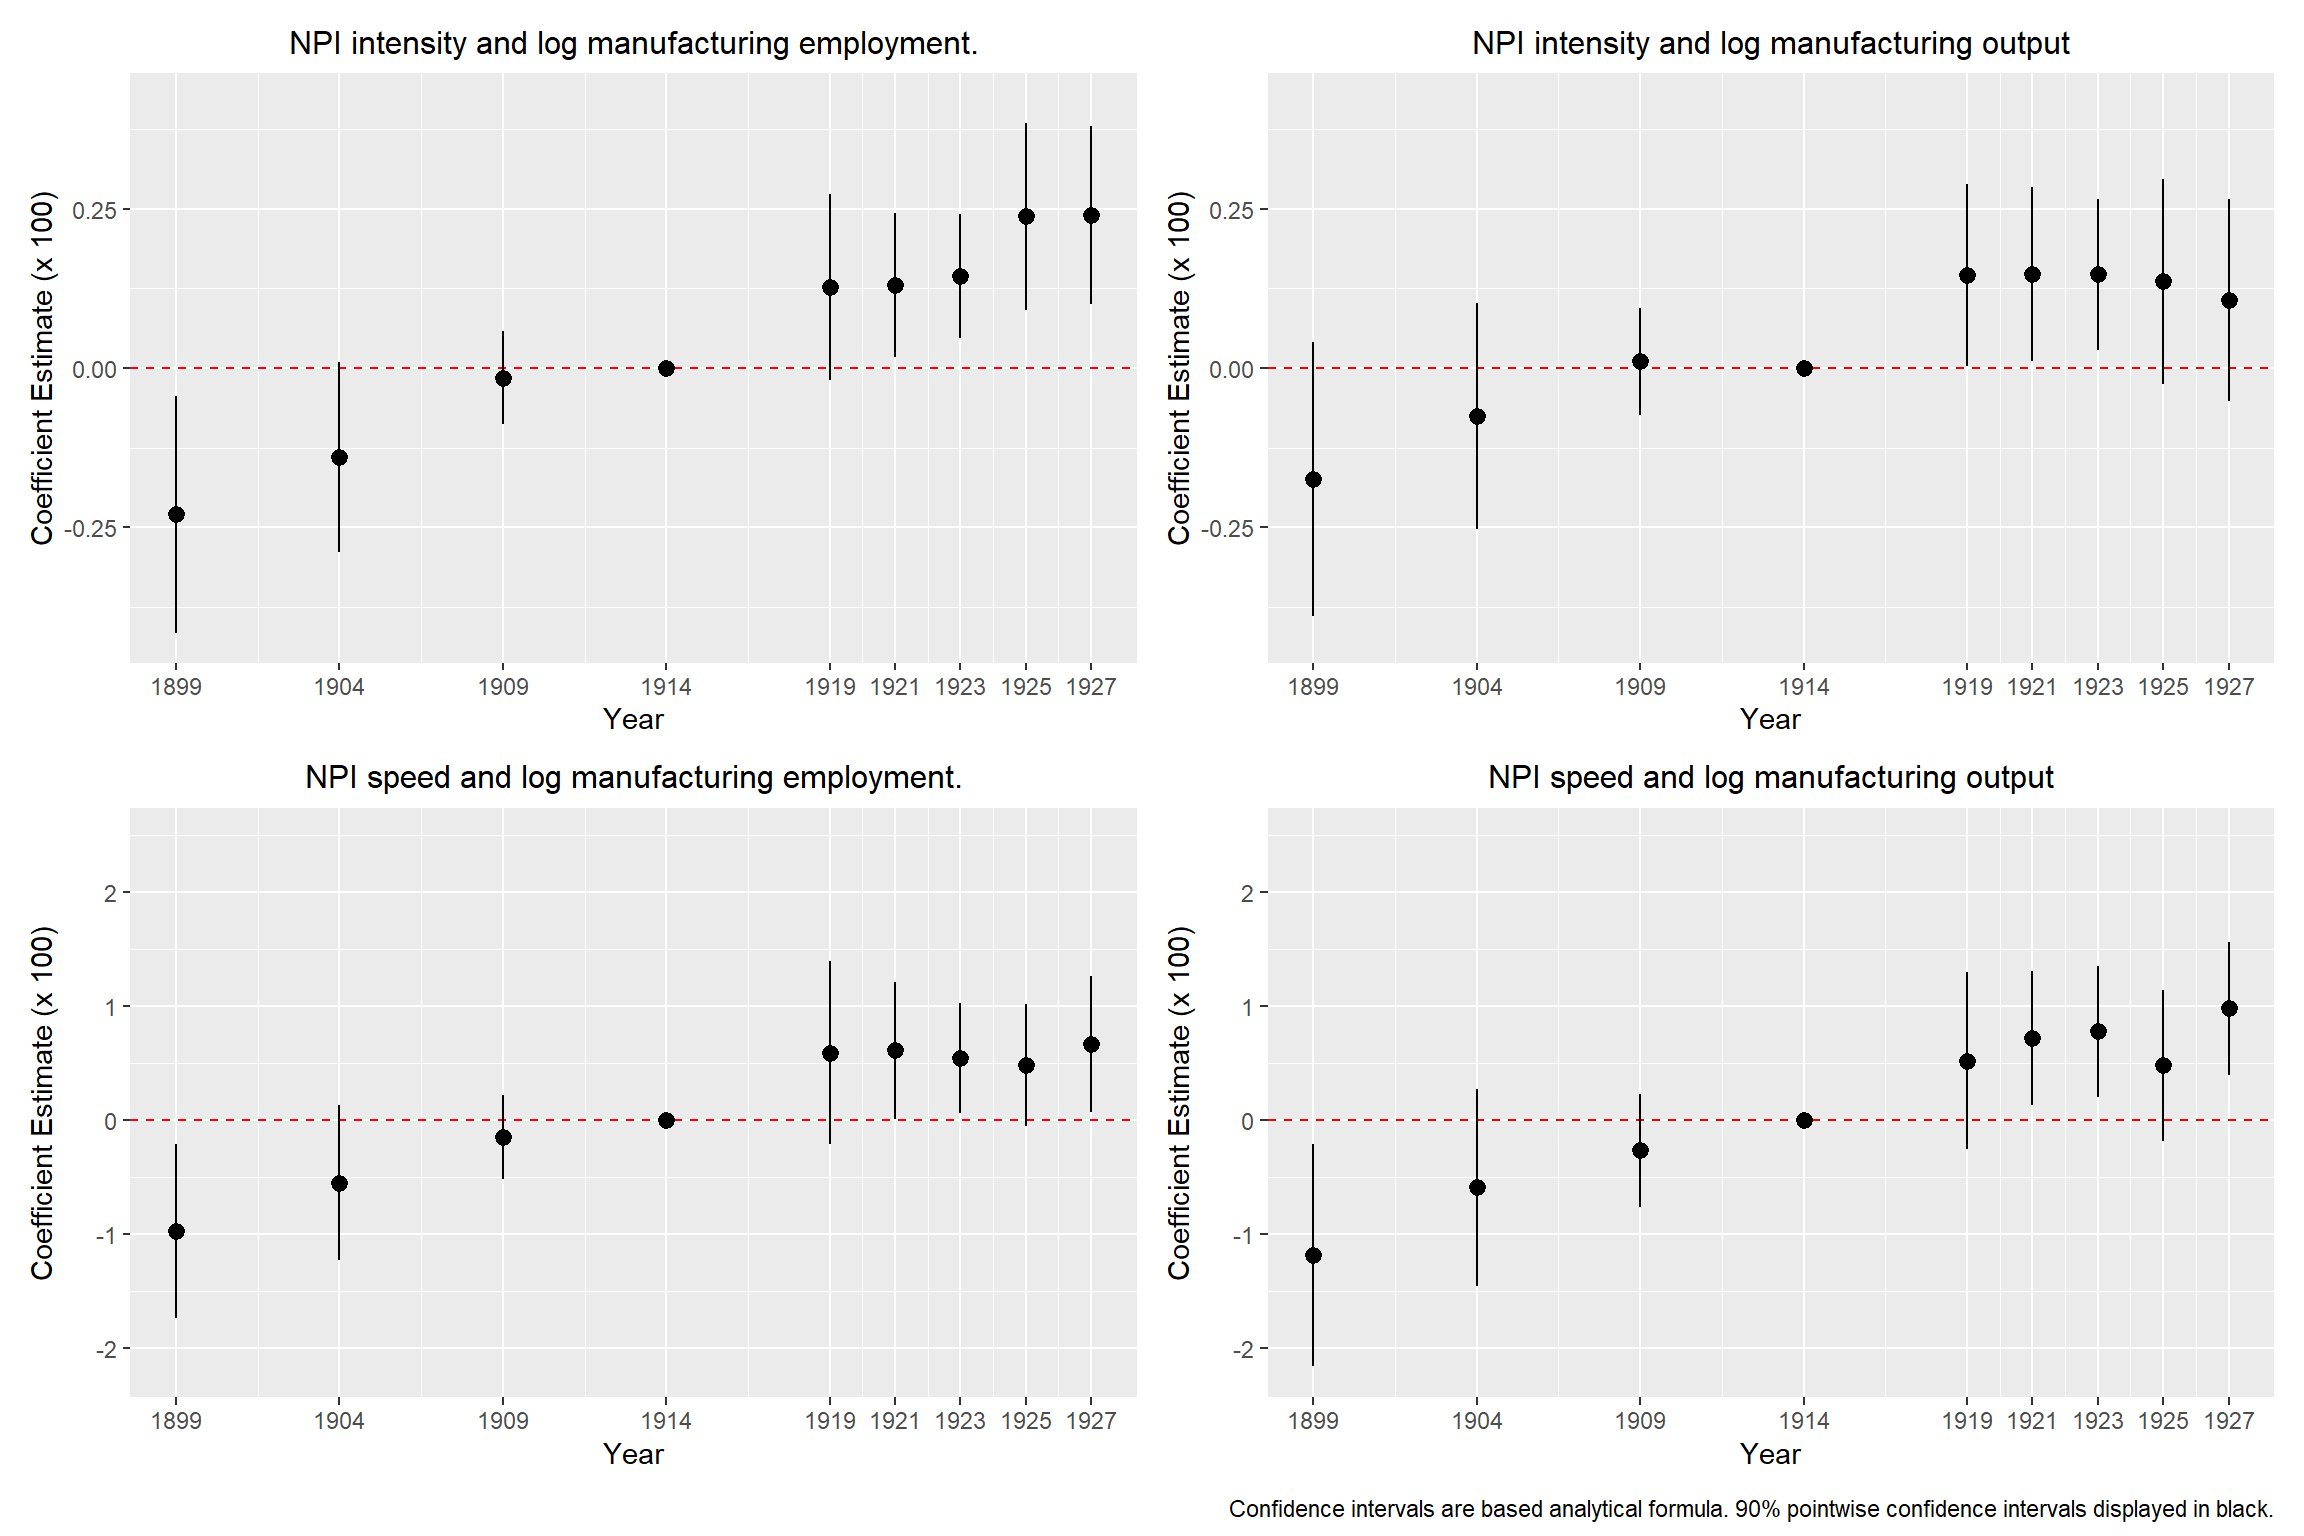 NPI intensity and log manufacturing employment.
Coefficient Estimate (x 100)
0.25
0.00
-0.25
1899 1904 1909 1914 1919 1921 1923 1925 1927
Year
NPI intensity and log manufacturing output
Coefficient Estimate (x 100)
0.25
0.00
-0.25
1899 1904 1909 1914 1919 1921 1923 1925 1927
Year
NPI speed and log manufacturing employment.
Coefficient Estimate (x 100)
2
1
0
-1
-2
1899 1904 1909 1914 1919 1921 1923 1925 1927
Year
NPI speed and log manufacturing output
Coefficient Estimate (x 100)
2
1
0
-1
-2
1899 1904 1909 1914 1919 1921 1923 1925 1927
Year
Confidence intervals are based analytical formula. 90% pointwise confidence intervals displayed in black.